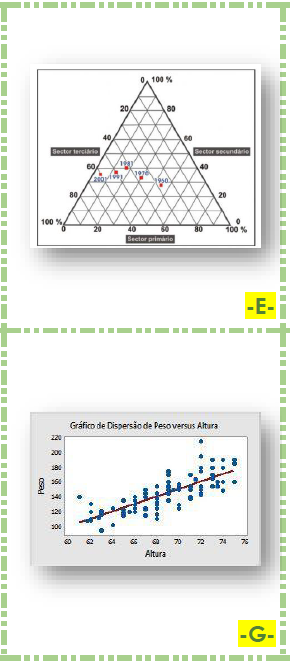 0 100 %
20 80
40 60
Sector terciário Sector secundário
60 1981 40
2001 1991 1970
1950
80 20
100 % 0
0 20 40 60 80 100 %
Sector primário
-E-
Gráfico de Dispersão de Peso versus Altura
220
200
180
160
140
120
100
Peso
60 62 64 66 68 70 72 74 76
Altura
-G-